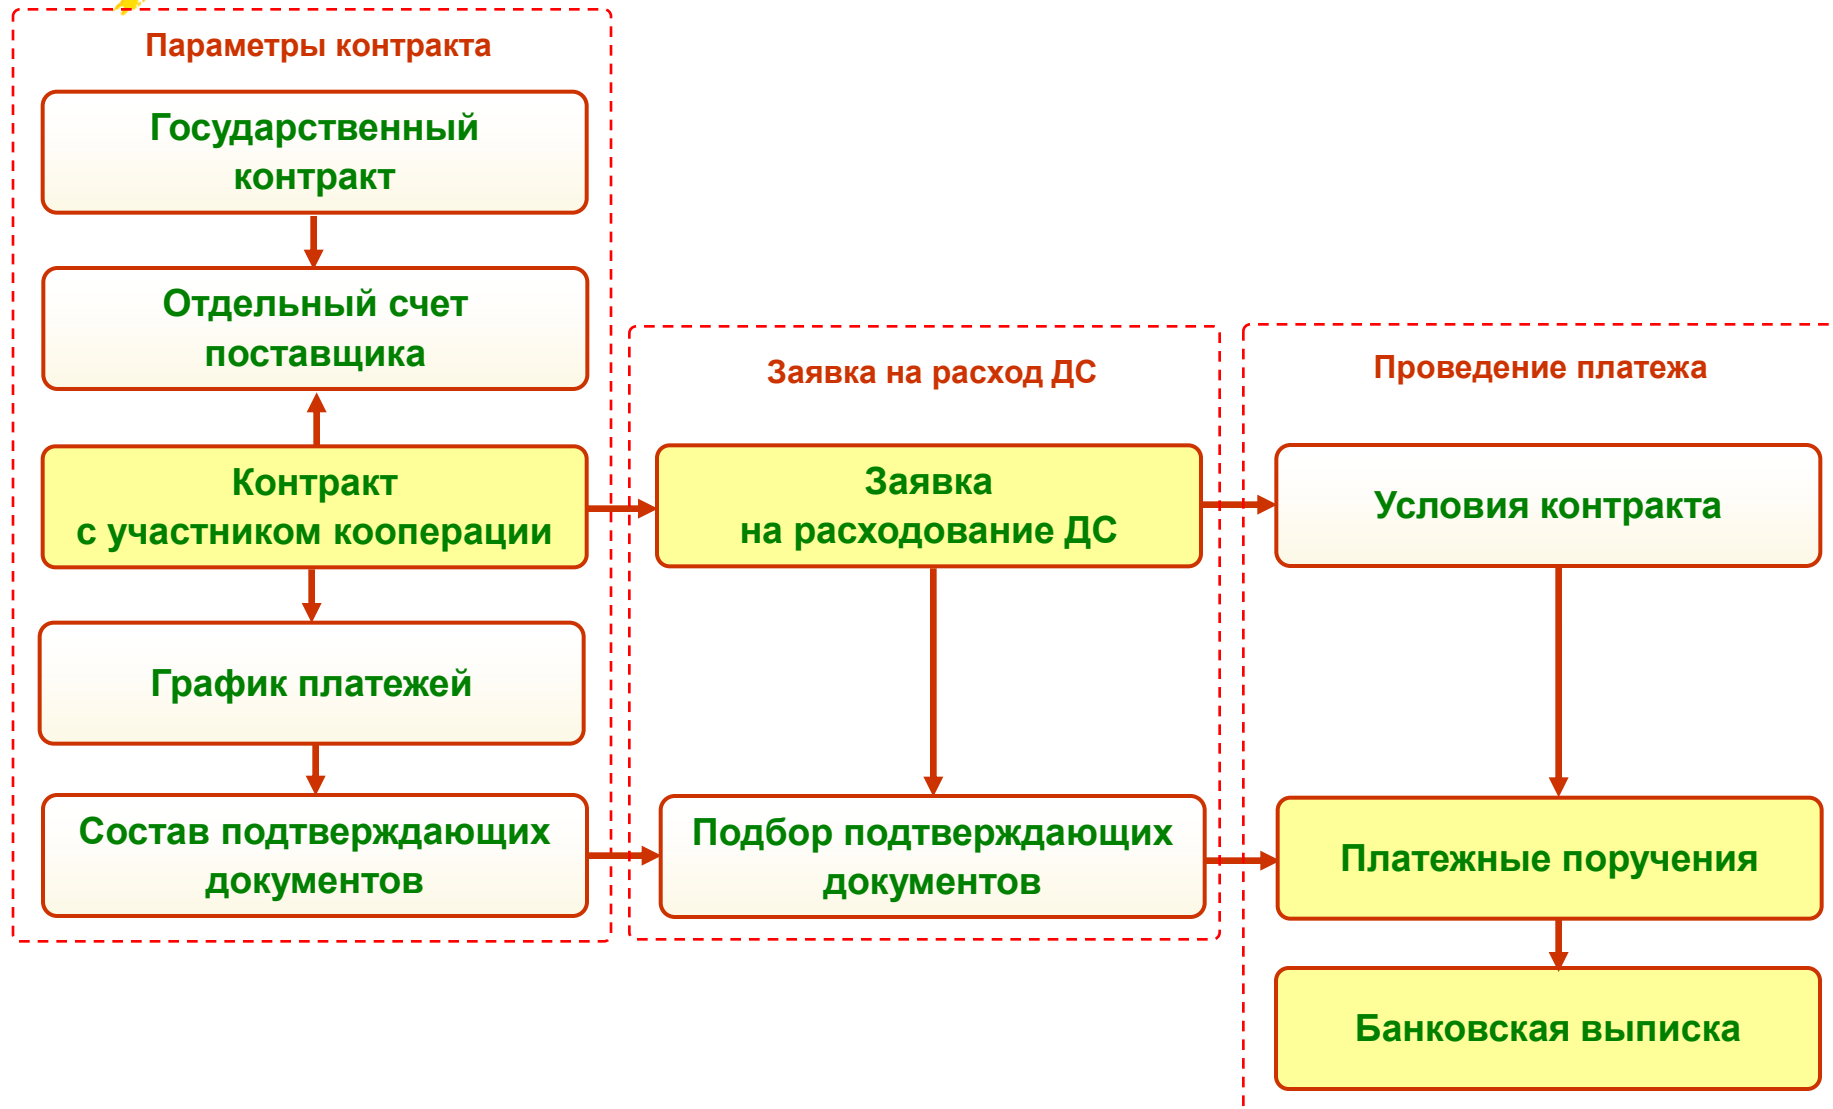 Параметры контракта
Государственный
контракт
Отдельный счет
поставщика
Контракт
с участником кооперации
График платежей
Состав подтверждающих
документов
Заявка на расход ДС
Заявка
на расходование ДС
Подбор подтверждающих
документов
Проведение платежа
Условия контракта
Платежные поручения
Банковская выписка